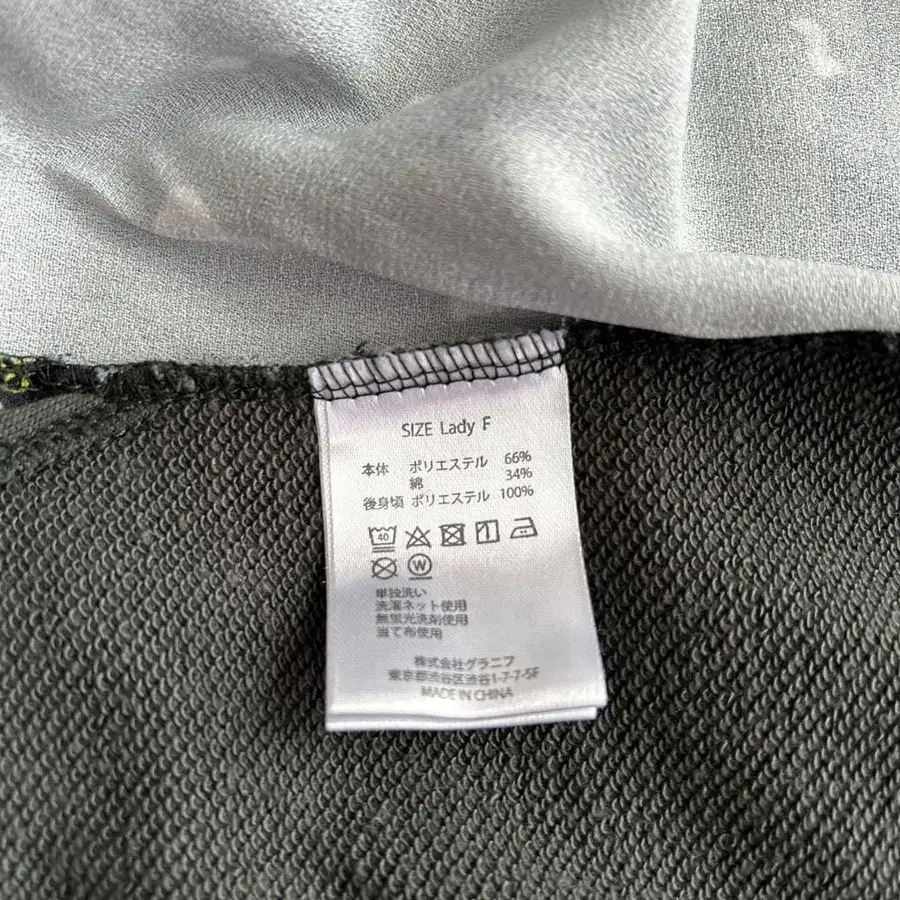 SIZE Lady F
本体 ポリエステル 66%
綿 34%
後身頃 ポリエステル 100%
40
W
単独洗い
洗濯ネット使用
無蛍光洗剤使用
当て布使用
株式会社グラニフ
東京都渋谷区渋谷1-7-7-5F
MADE IN CHINA